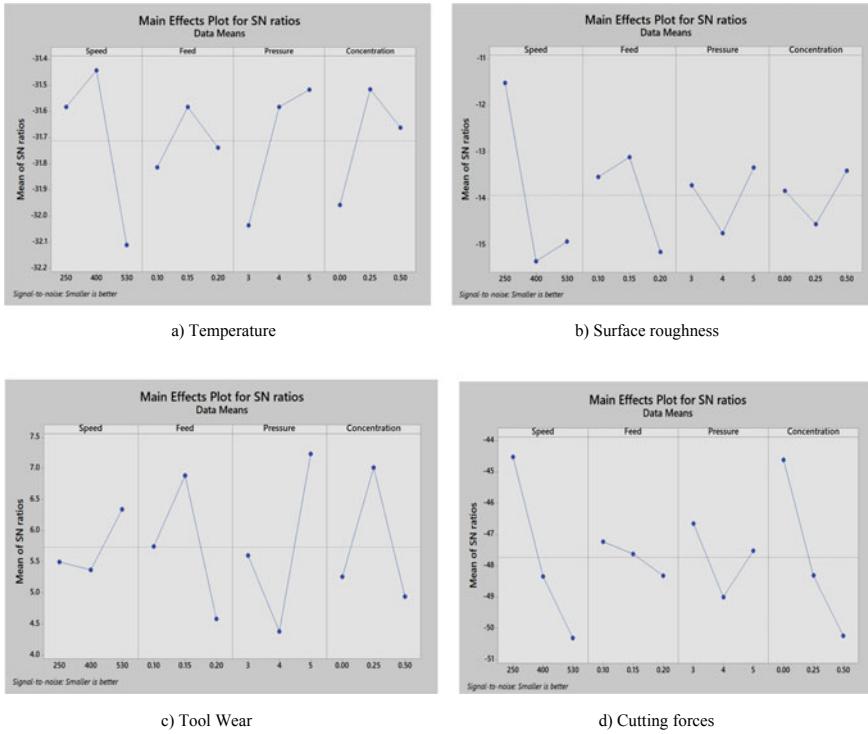 Main Effects Plot for SN ratios
Data Means
Speed Feed Pressure Concentration
Mean of SN ratios
-31.4
-31.5
-31.6
-31.7
-31.8
-31.9
-32.0
-32.1
-32.2
250 400 530 0.10 0.15 0.20 3 4 5 0.00 0.25 0.50
Signal-to-noise: Smaller is better
a) Temperature
Main Effects Plot for SN ratios
Data Means
Speed Feed Pressure Concentration
Mean of SN ratios
-11
-12
-13
-14
-15
250 400 530 0.10 0.15 0.20 3 4 5 0.00 0.25 0.50
Signal-to-noise: Smaller is better
b) Surface roughness
Main Effects Plot for SN ratios
Data Means
Speed Feed Pressure Concentration
Mean of SN ratios
7.5
7.0
6.5
6.0
5.5
5.0
4.5
4.0
250 400 530 0.10 0.15 0.20 3 4 5 0.00 0.25 0.50
Signal-to-noise: Smaller is better
c) Tool Wear
Main Effects Plot for SN ratios
Data Means
Speed Feed Pressure Concentration
Mean of SN ratios
-44
-45
-46
-47
-48
-49
-50
-51
250 400 530 0.10 0.15 0.20 3 4 5 0.00 0.25 0.50
Signal-to-noise: Smaller is better
d) Cutting forces